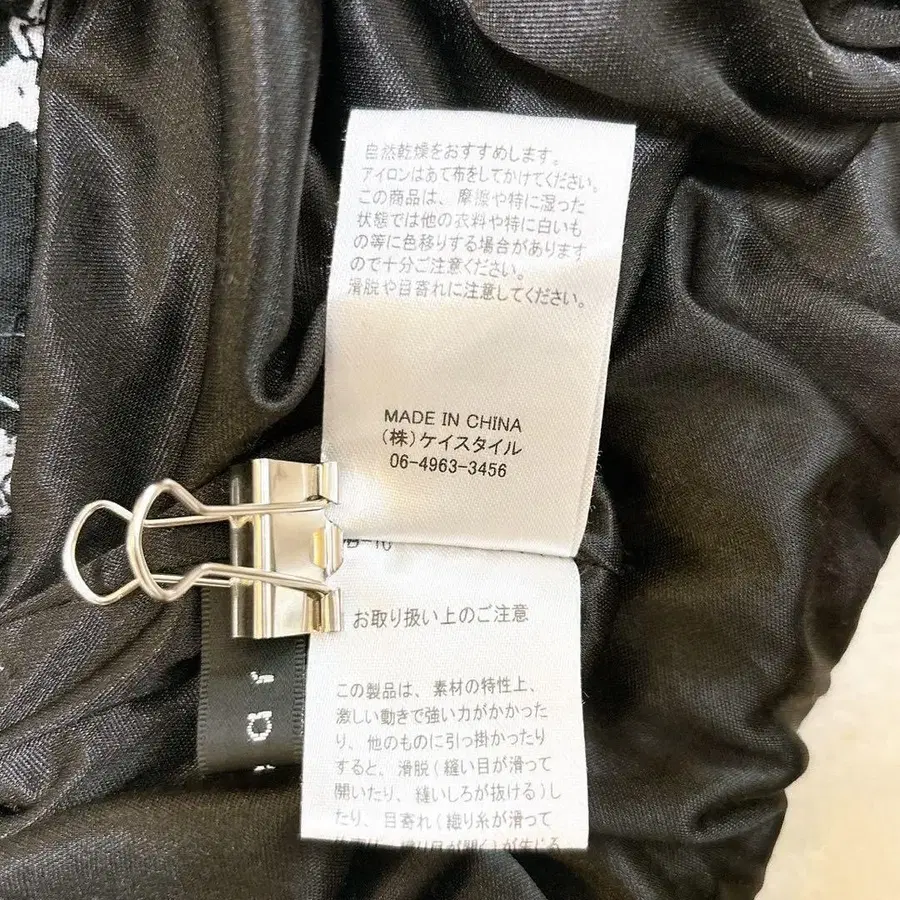 自然乾燥をおすすめします。
アイロンはあて布をしてかけてください。
この商品は、摩擦や特に湿った
状態では他の衣料や特に白いも
の等に色移りする場合があります
ので十分ご注意ください。
滑脱や目寄れに注意してください。
MADE IN CHINA
（株）ケイスタイル
06-4963-3456
お取り扱い上のご注意
この製品は、素材の特性上、
激しい動きで強い力がかかった
り、他のものに引っ掛かったり
すると、滑脱（縫い目が滑って
開いたり、縫いしろが抜ける）し
たり、目寄れ（織り糸が滑って